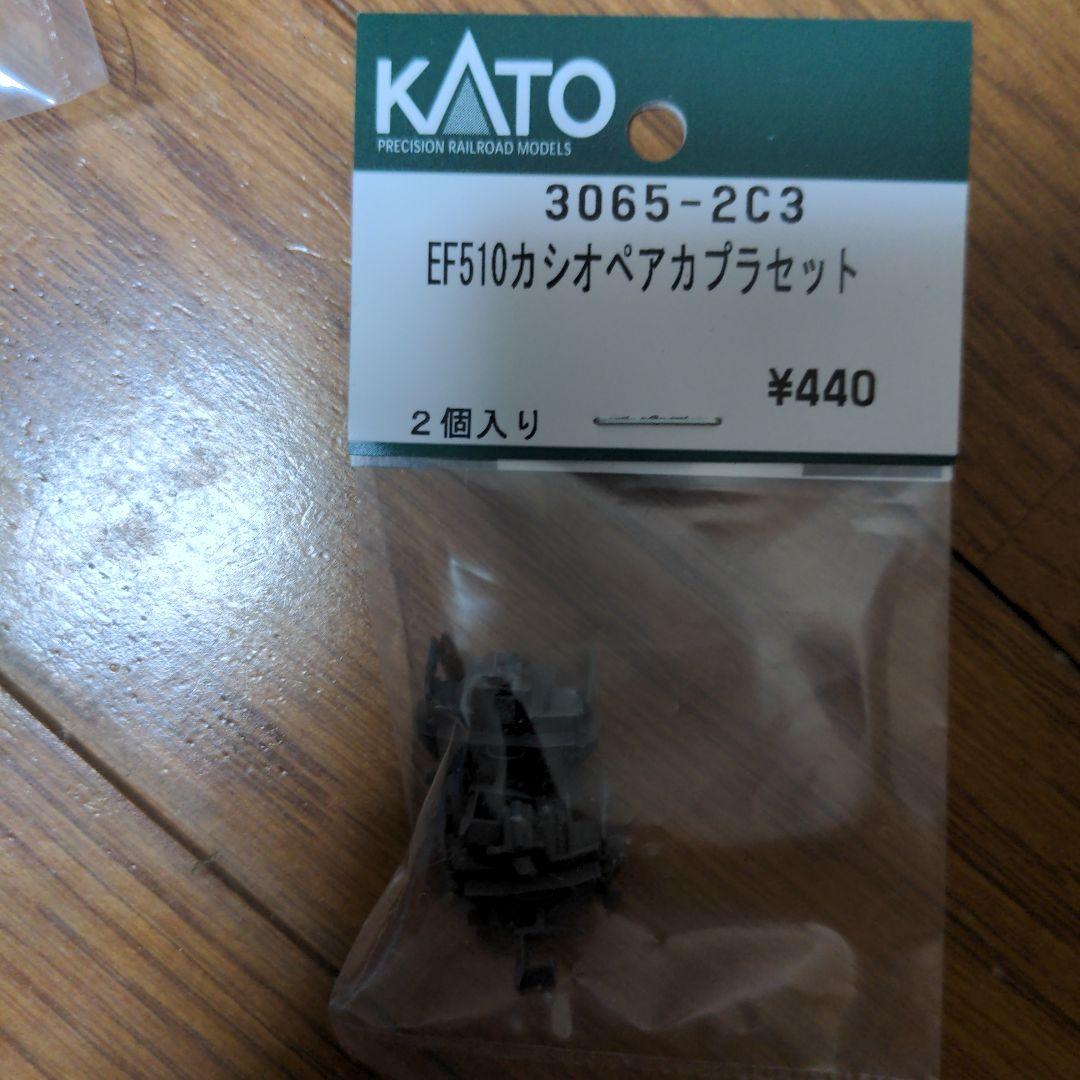 KATO
PRECISION RAILROAD MODELS
3065-2C3
EF510カシオペアカプラセット
¥440
2個入り